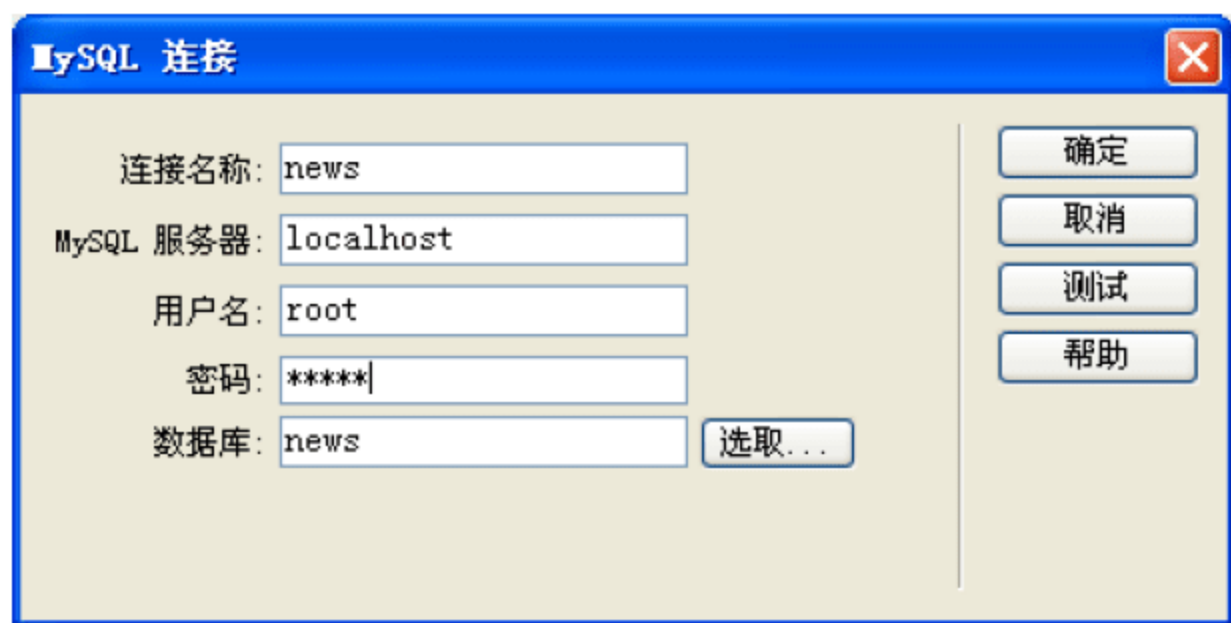 MySQL 连接
连接名称: news
MySQL 服务器: localhost
用户名: root
密码: *****
数据库: news 选取...
确定
取消
测试
帮助